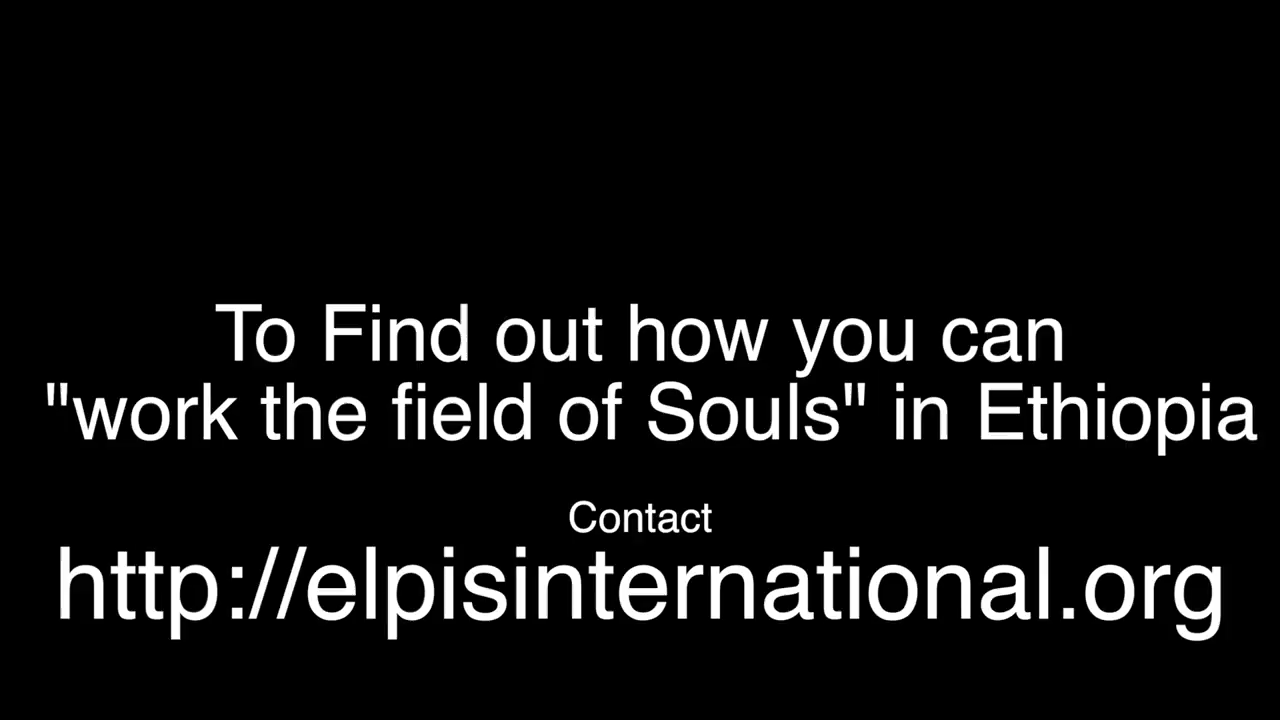 To Find out how you can
"work the field of Souls" in Ethiopia
Contact
http://elpisinternational.org